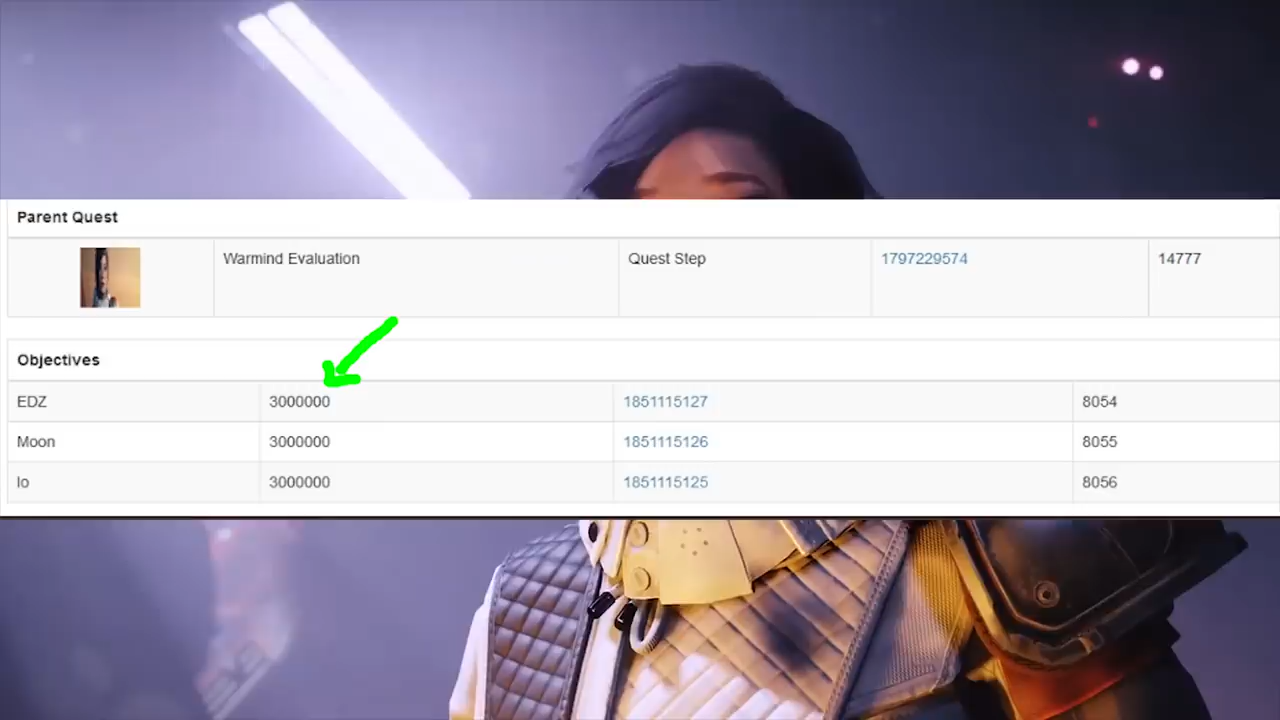 Parent Quest
Warmind Evaluation Quest Step 1797229574 14777
Objectives
EDZ 3000000 1851115127 8054
Moon 3000000 1851115126 8055
Io 3000000 1851115125 8056